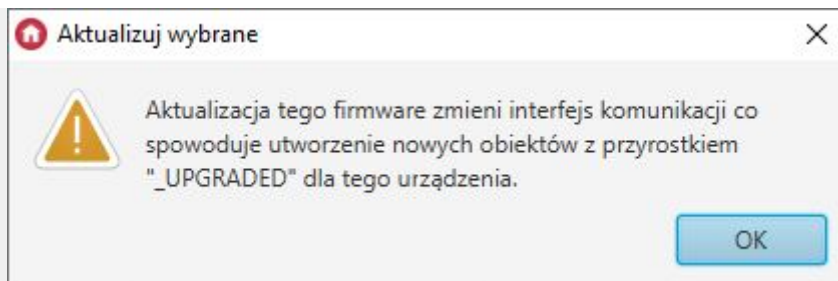 Aktualizuj wybrane
Aktualizacja tego firmware zmieni interfejs komunikacji co
spowoduje utworzenie nowych obiektów z przyrostkiem
"_UPGRADED" dla tego urządzenia.
OK